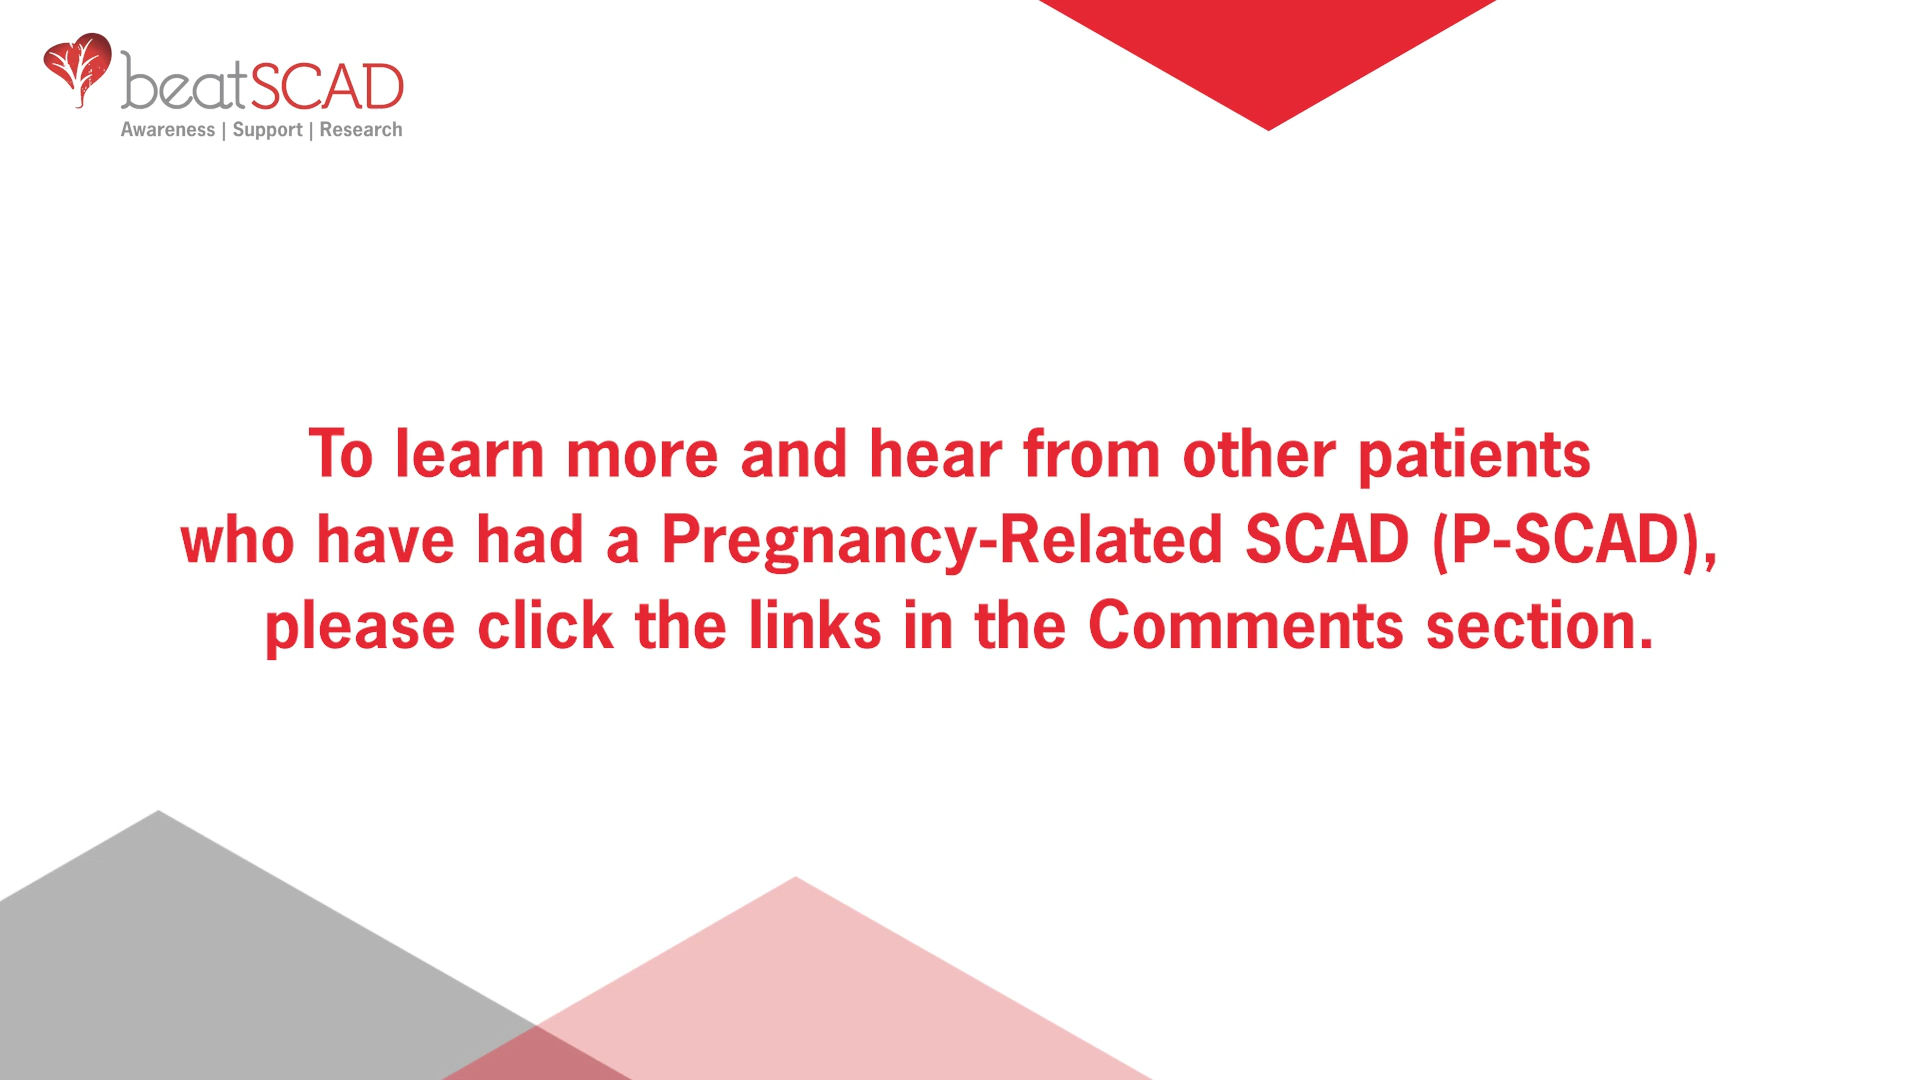 beatSCAD
Awareness | Support | Research
To learn more and hear from other patients
who have had a Pregnancy-Related SCAD (P-SCAD),
please click the links in the Comments section.